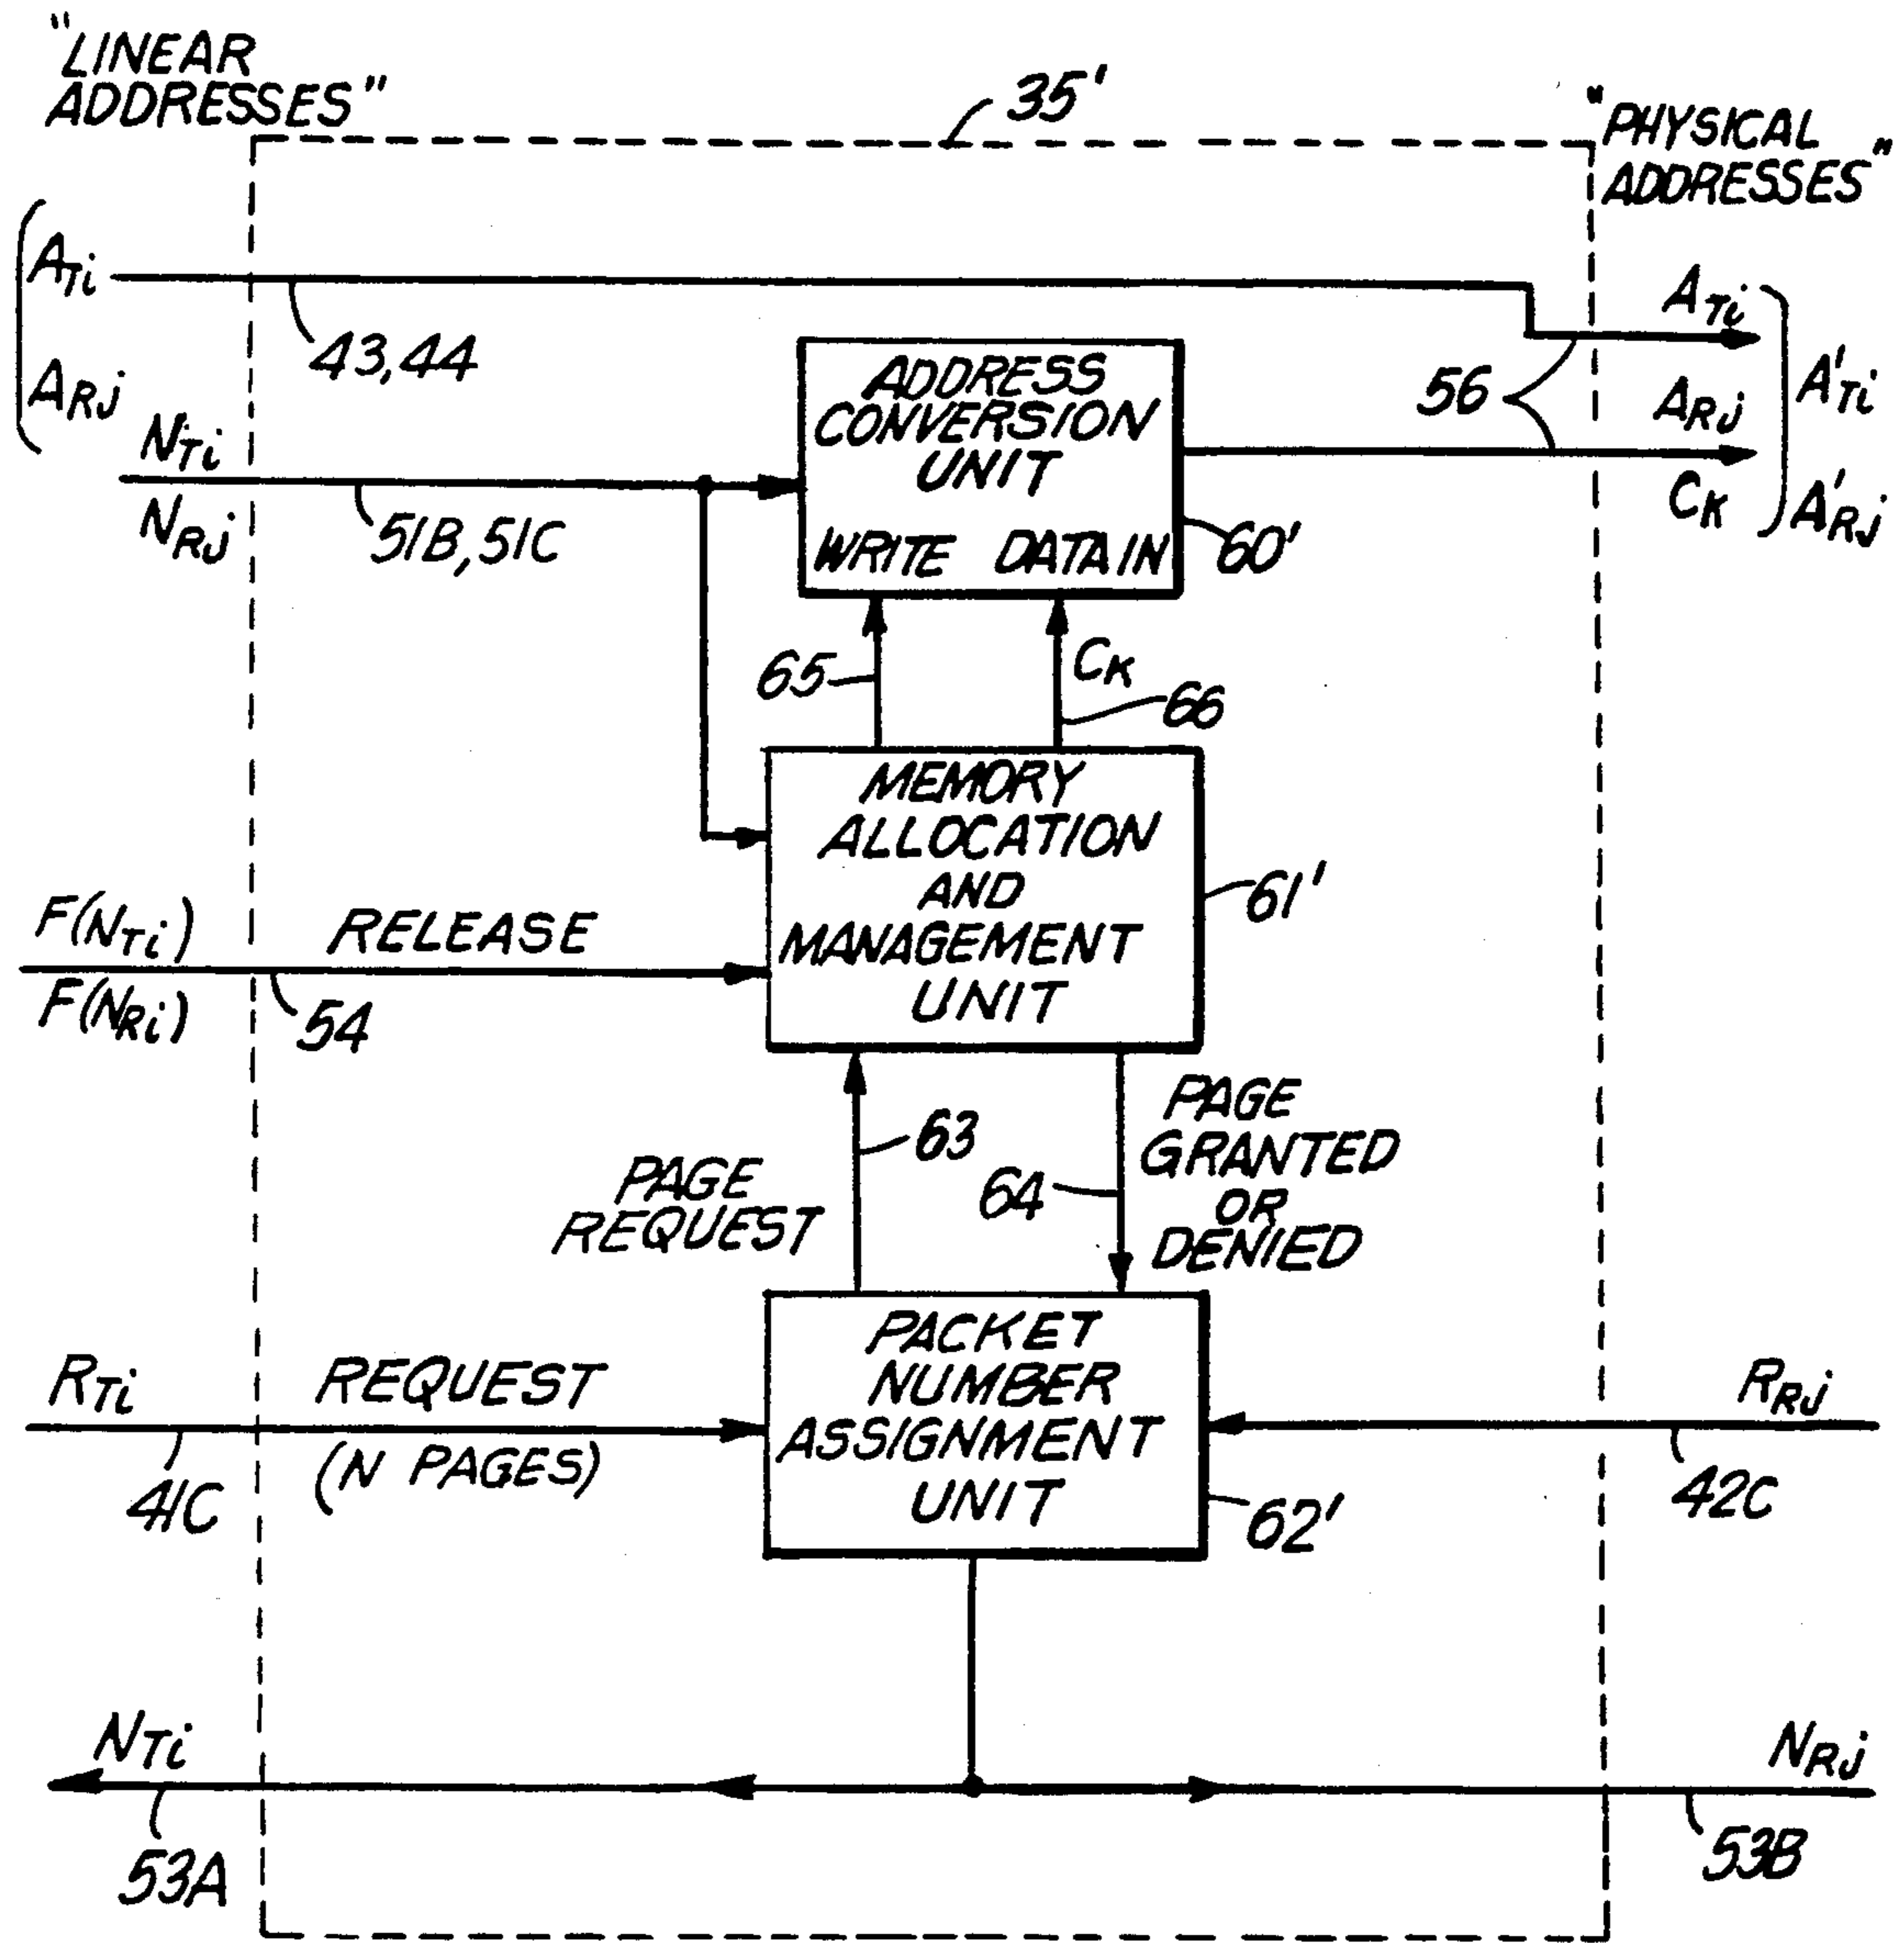 "LINEAR
ADDRESSES"
35'
"PHYSICAL
ADDRESSES"
ATi
ARj
43,44
NTi
NRj
51B,51C
ADDRESS
CONVERSION
UNIT
WRITE DATA IN
60'
56
ATi
ARj
CK
A'Ti
A'Rj
65
CK
66
MEMORY
ALLOCATION
AND
MANAGEMENT
UNIT
61'
F(NTi)
F(NRi)
RELEASE
54
PAGE
REQUEST
63
64
PAGE
GRANTED
OR
DENIED
RTi
41C
REQUEST
(N PAGES)
PACKET
NUMBER
ASSIGNMENT
UNIT
62'
RRj
42C
NTi
53A
NRj
53B